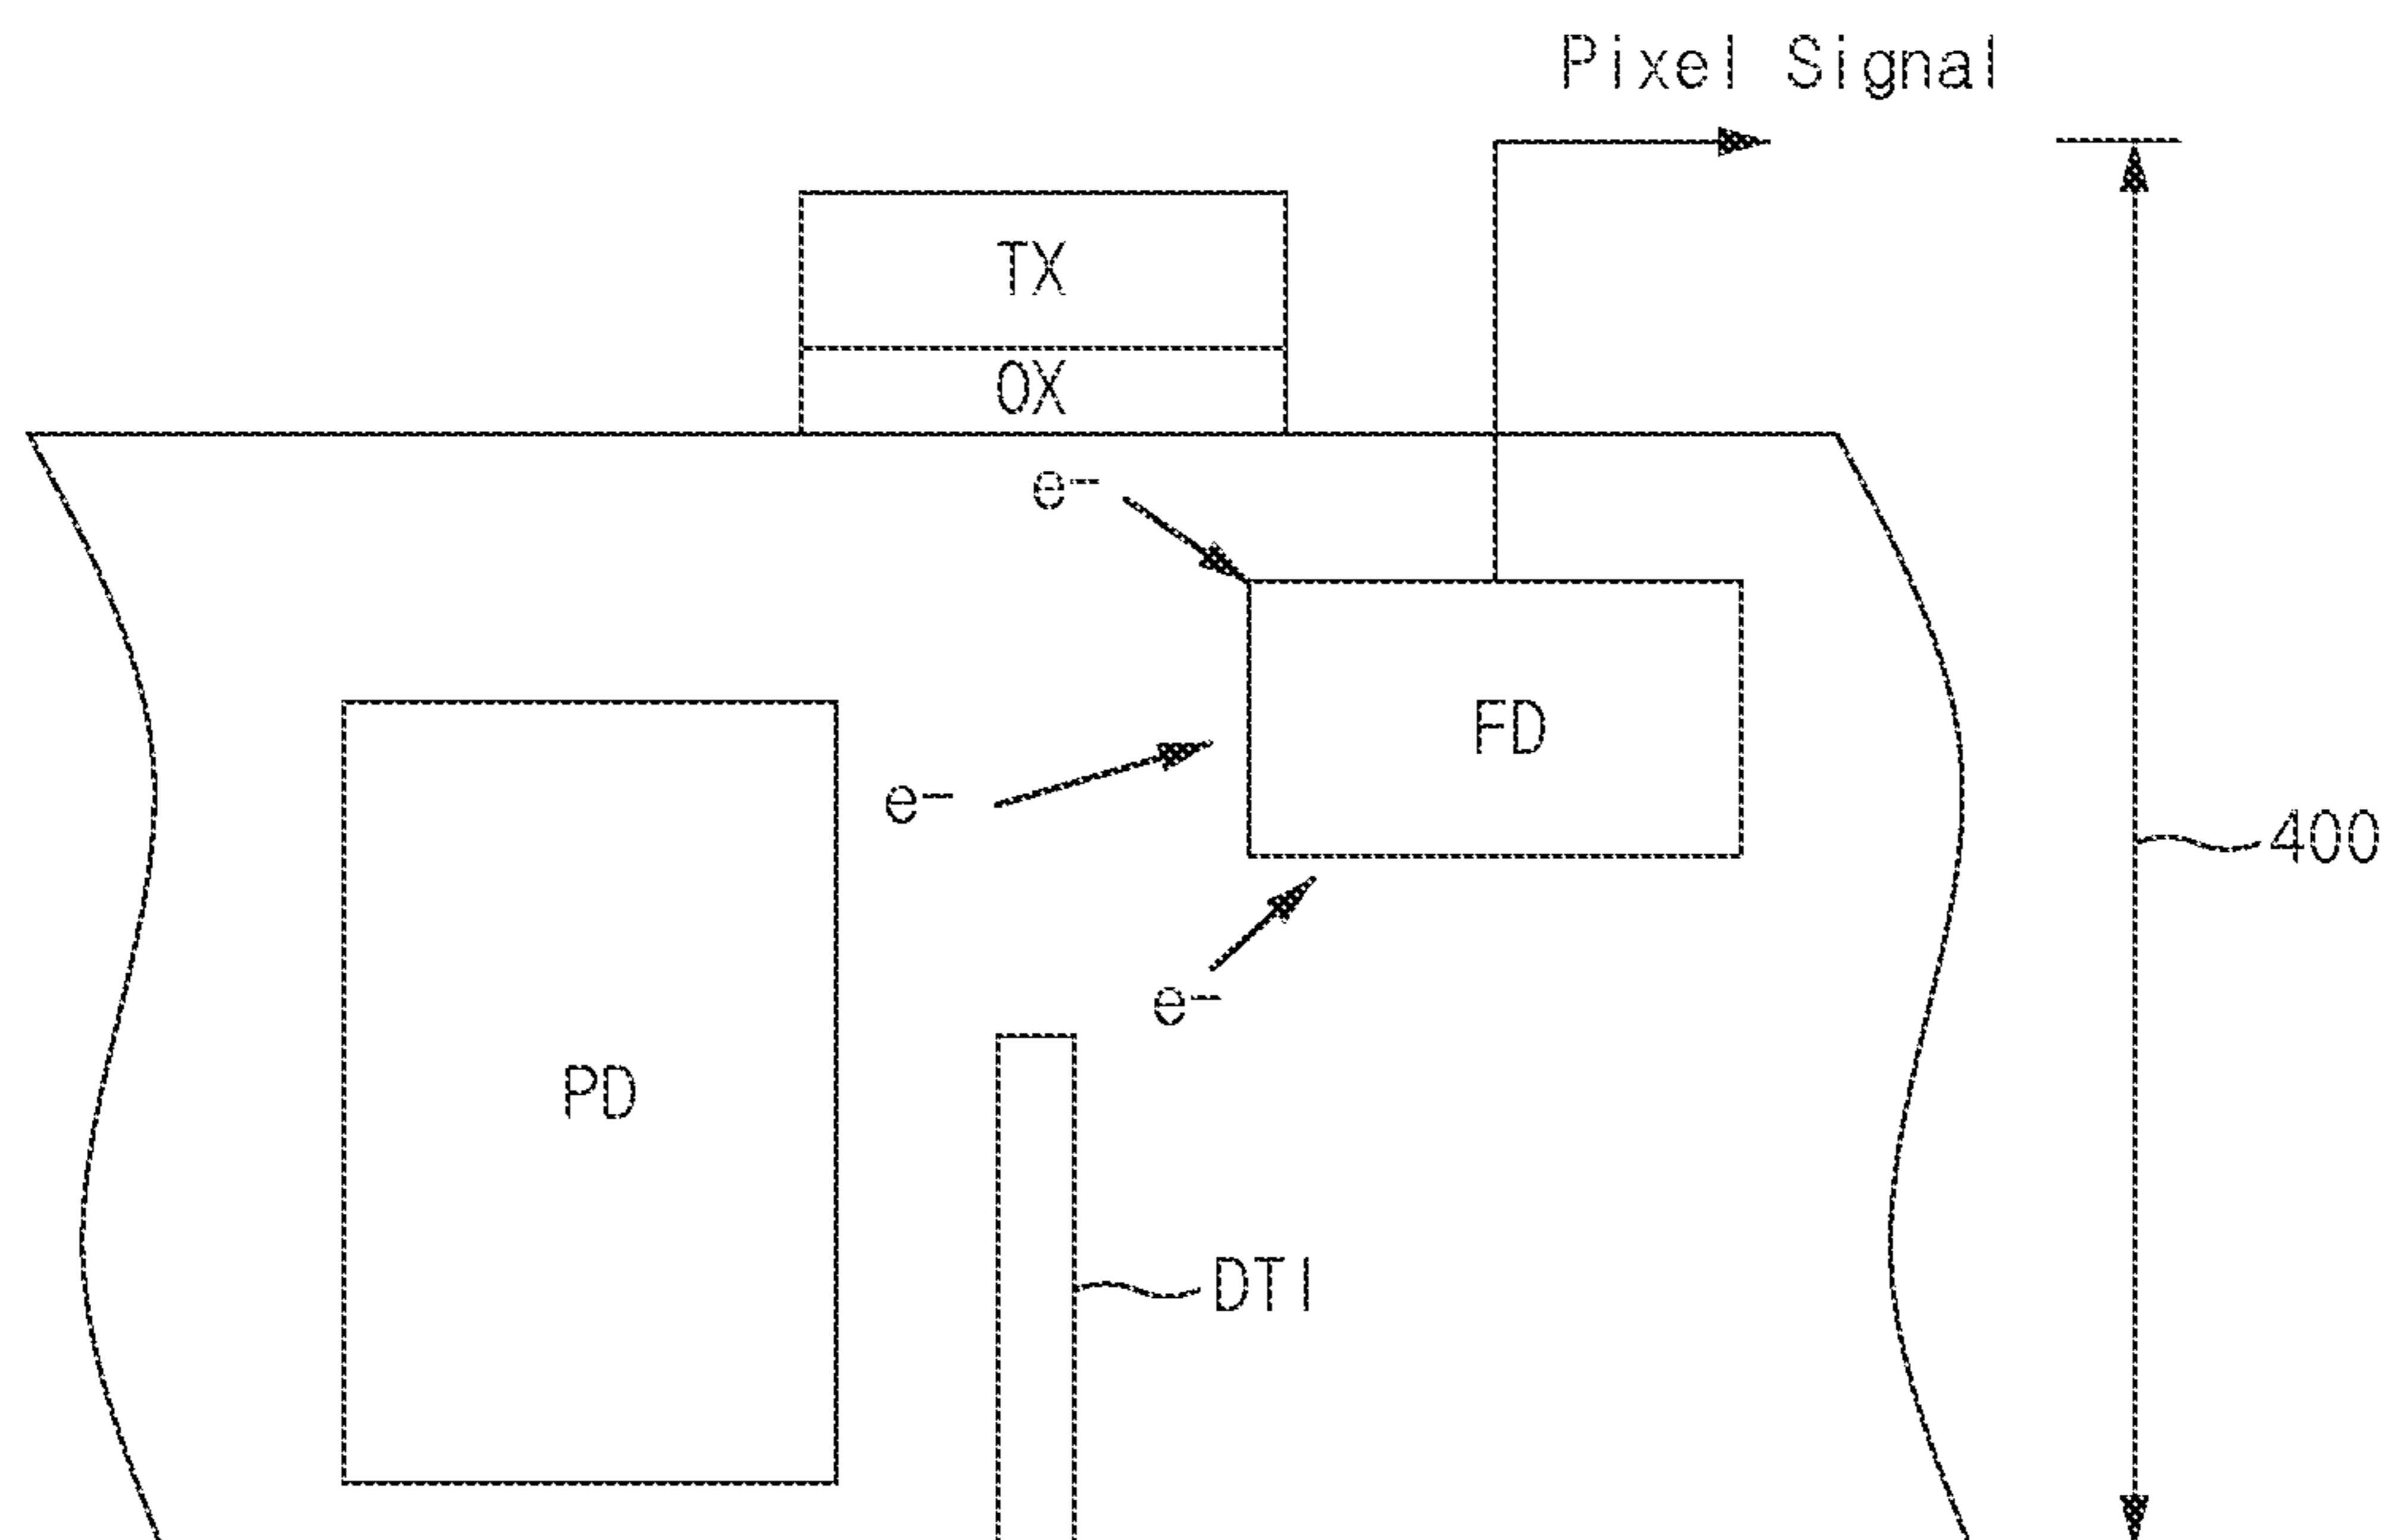 Pixel Signal
TX
OX
e-
FD
e-
400
e-
PD
DTI